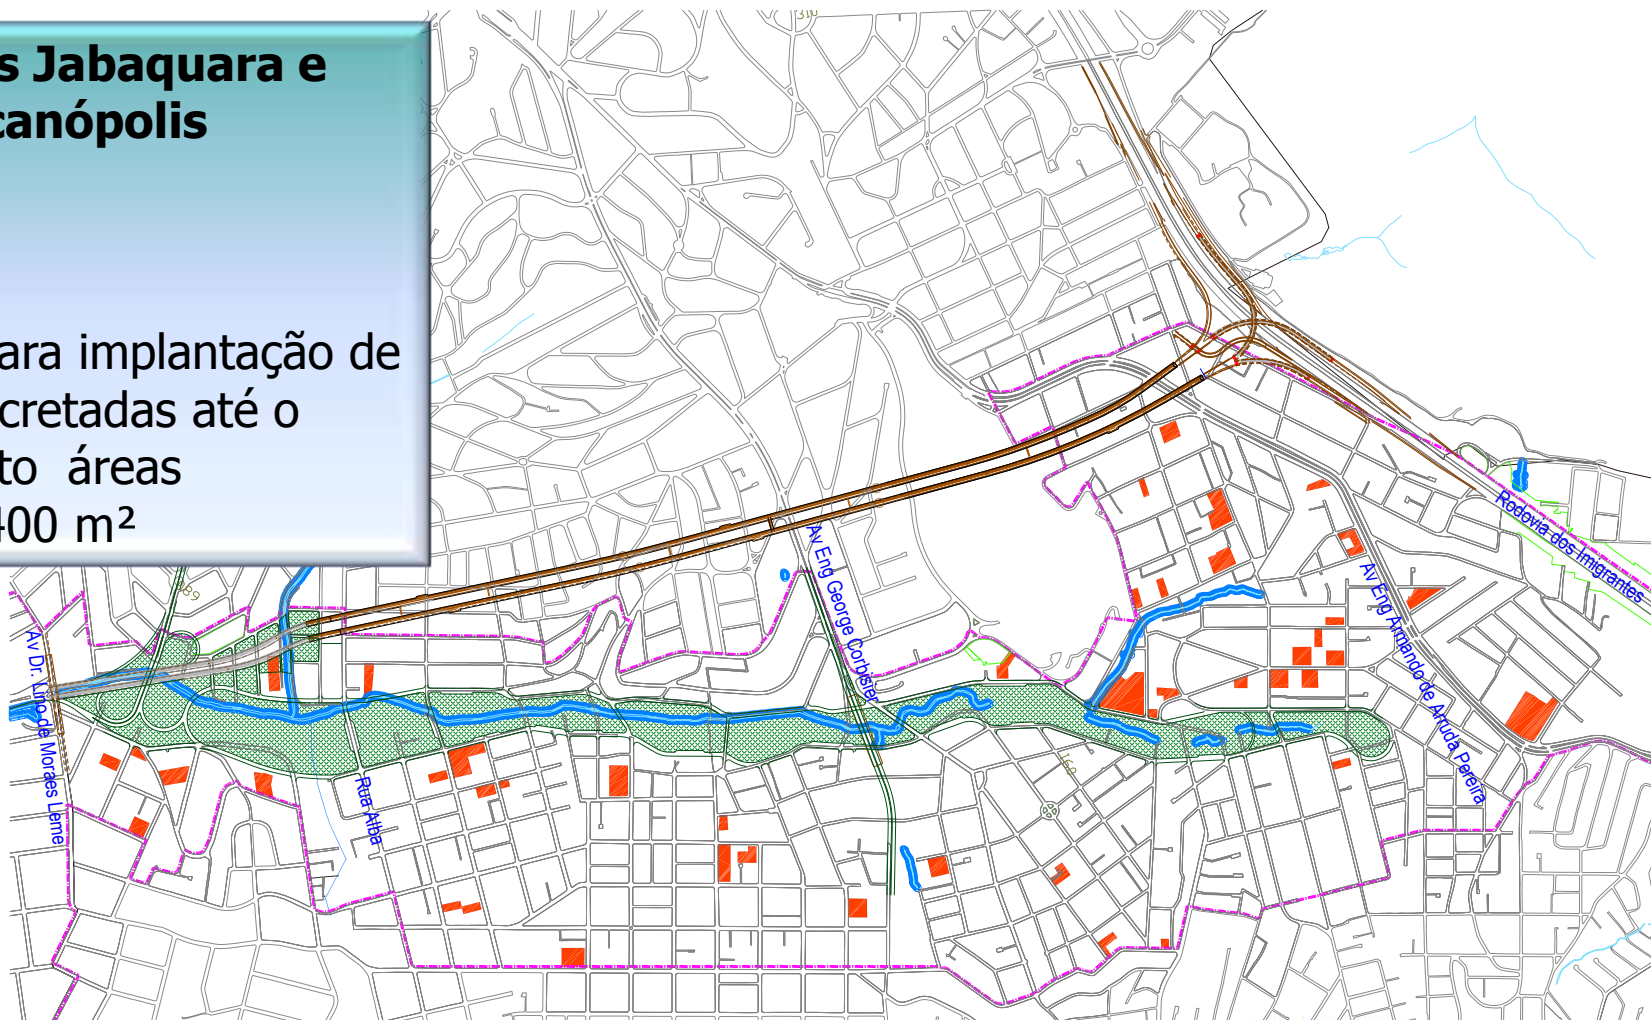 s Jabaquara e
canópolis
ara implantação de
cretadas até o
to áreas
400 m²
310
Av Dr. Lino de Moraes Leme
Rua Alba
Av Eng George Corbisier
Av Eng Armando de Arruda Pereira
Rodovia dos Imigrantes